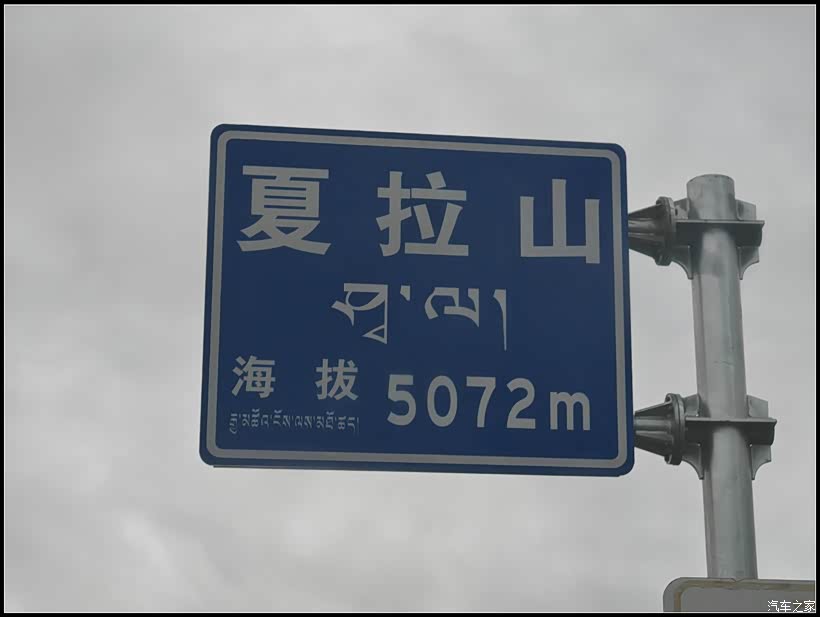 夏拉山
ཤྭ་ལ།
海拔 5072m
རྒྱ་མཚོའི་ངོས་ལས་མཐོ་ཚད།
汽车之家